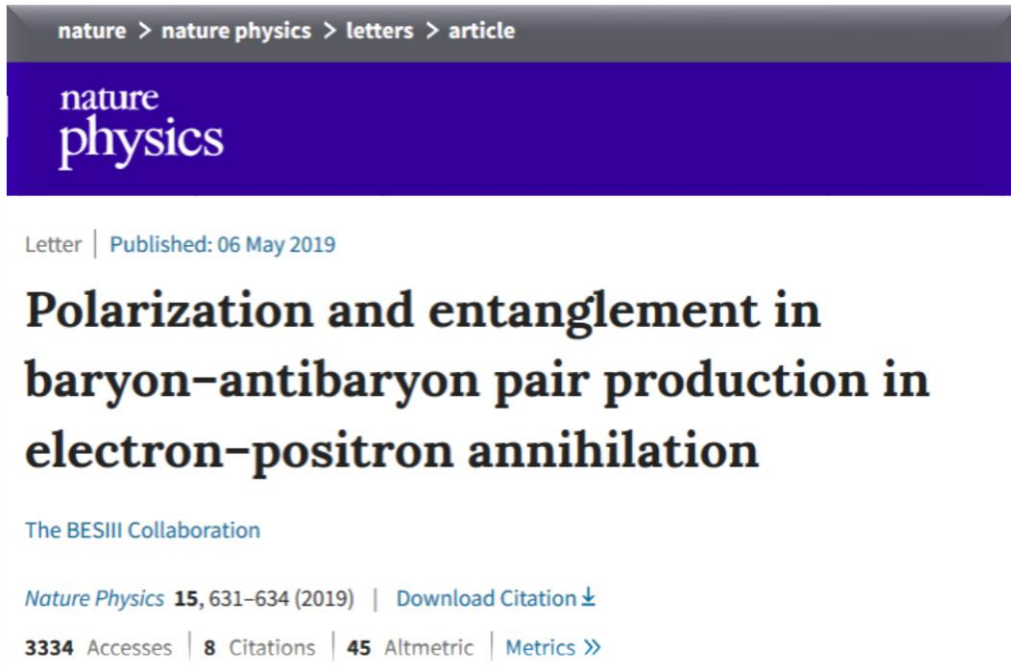 nature > nature physics > letters > article
nature
physics
Letter | Published: 06 May 2019
Polarization and entanglement in
baryon–antibaryon pair production in
electron–positron annihilation
The BESIII Collaboration
Nature Physics 15, 631–634 (2019) | Download Citation
3334 Accesses | 8 Citations | 45 Altmetric | Metrics »